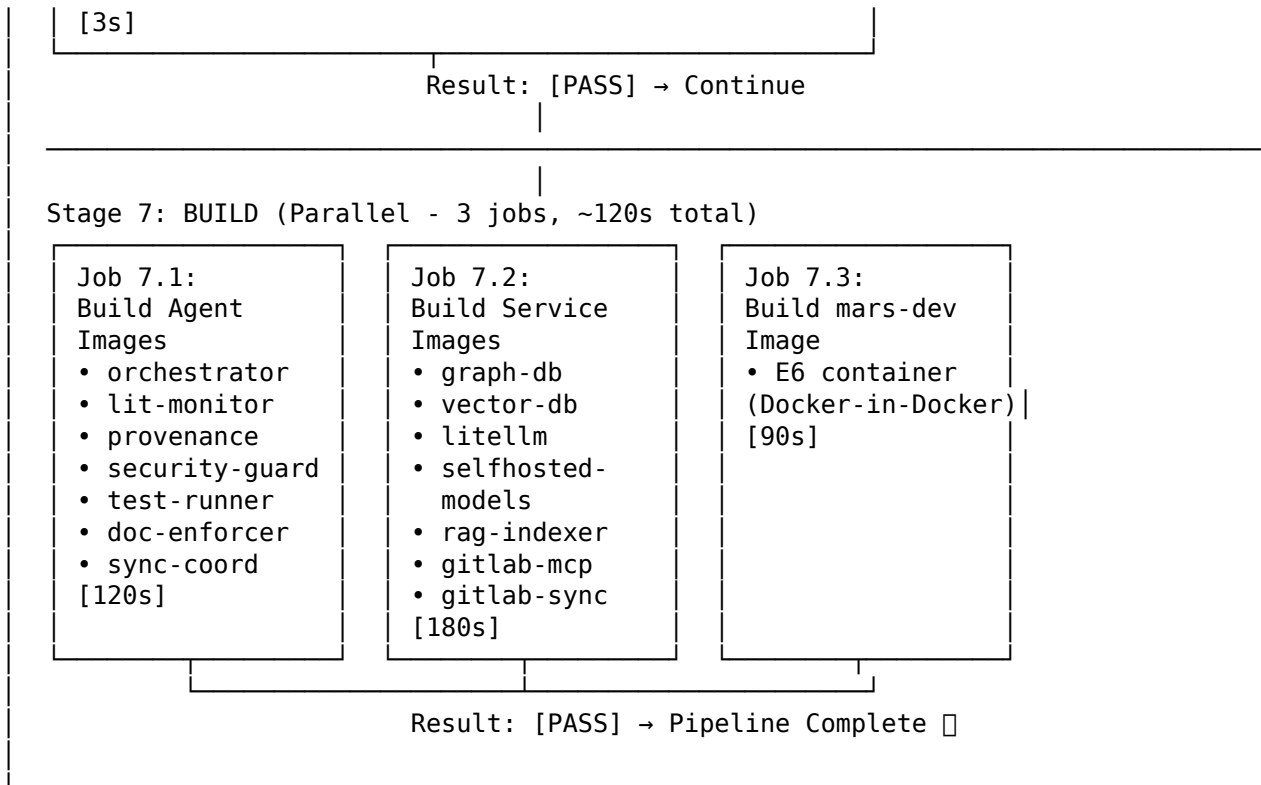 [3s]
Result: [PASS] → Continue
Stage 7: BUILD (Parallel - 3 jobs, ~120s total)
Job 7.1:
Build Agent
Images
• orchestrator
• lit-monitor
• provenance
• security-guard
• test-runner
• doc-enforcer
• sync-coord
[120s]
Job 7.2:
Build Service
Images
• graph-db
• vector-db
• litellm
• selfhosted-
models
• rag-indexer
• gitlab-mcp
• gitlab-sync
[180s]
Job 7.3:
Build mars-dev
Image
• E6 container
(Docker-in-Docker)
[90s]
Result: [PASS] → Pipeline Complete